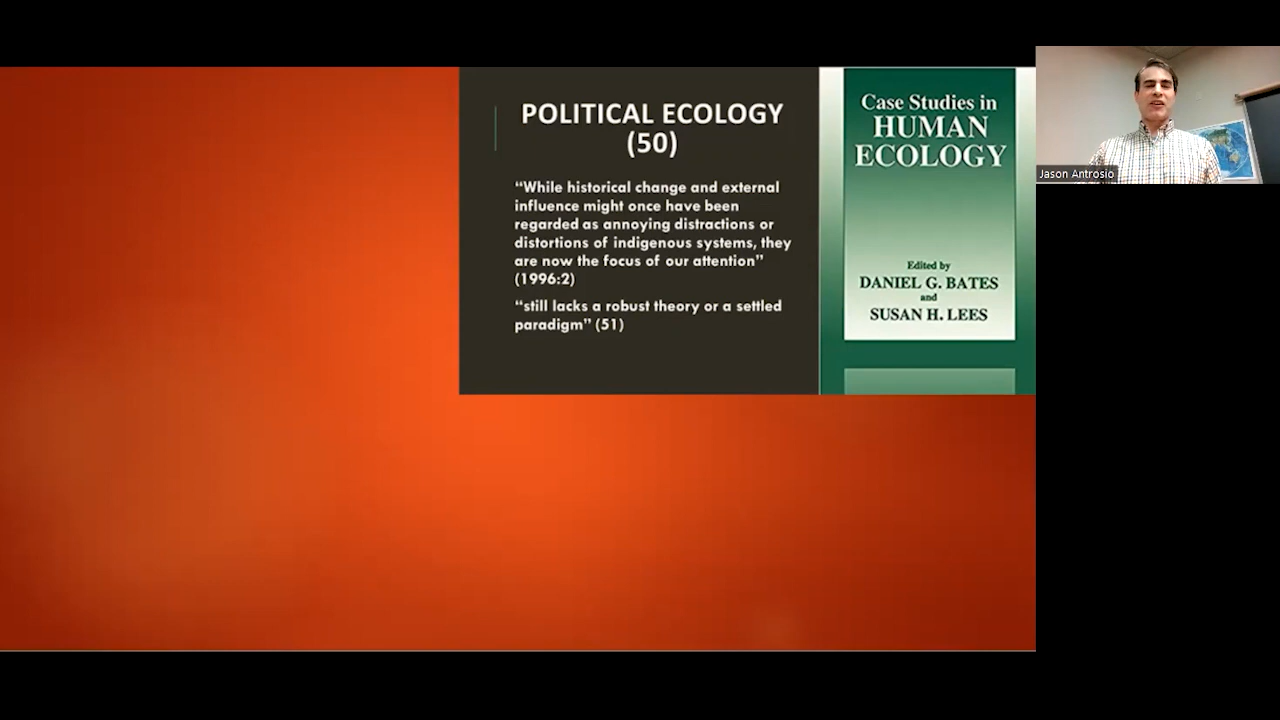 POLITICAL ECOLOGY
(50)
“While historical change and external
influence might once have been
regarded as annoying distractions or
distortions of indigenous systems, they
are now the focus of our attention”
(1996:2)
“still lacks a robust theory or a settled
paradigm” (51)
Case Studies in
HUMAN
ECOLOGY
Edited by
DANIEL G. BATES
and
SUSAN H. LEES
Jason Antrosio